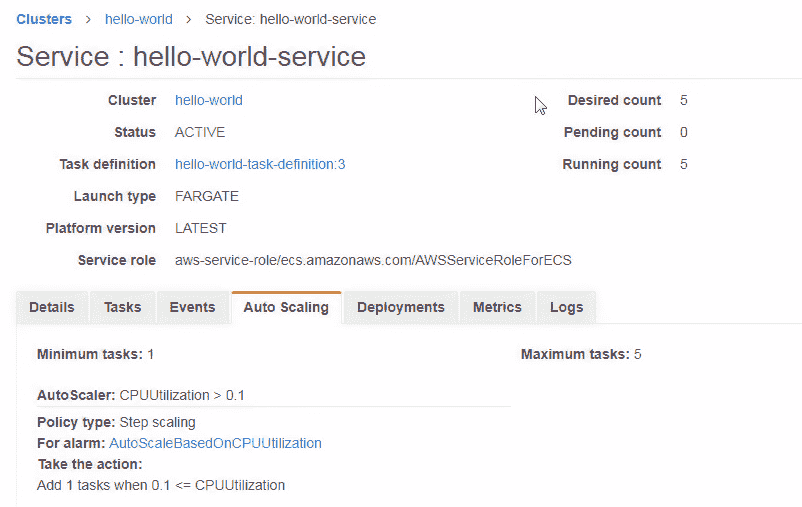 Clusters > hello-world > Service: hello-world-service
Service : hello-world-service
Cluster hello-world Desired count 5
Status ACTIVE Pending count 0
Task definition hello-world-task-definition:3 Running count 5
Launch type FARGATE
Platform version LATEST
Service role aws-service-role/ecs.amazonaws.com/AWSServiceRoleForECS
Details Tasks Events Auto Scaling Deployments Metrics Logs
Minimum tasks: 1 Maximum tasks: 5
AutoScaler: CPUUtilization > 0.1
Policy type: Step scaling
For alarm: AutoScaleBasedOnCPUUtilization
Take the action:
Add 1 tasks when 0.1 <= CPUUtilization